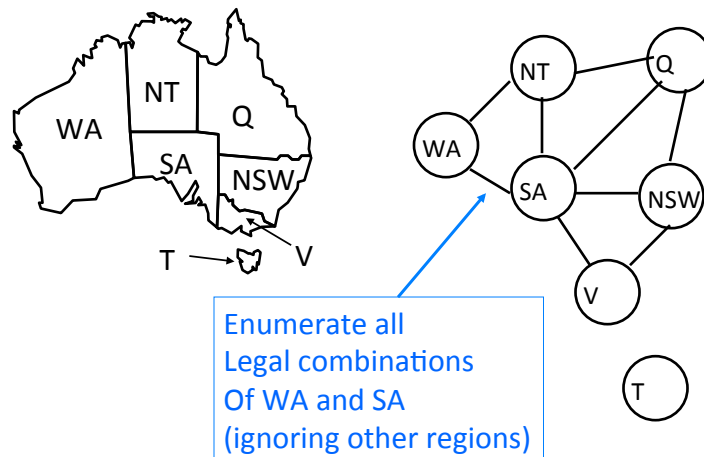 NT
Q
WA
SA
NSW
V
T
NT
Q
WA
SA
NSW
V
T
Enumerate all
Legal combinations
Of WA and SA
(ignoring other regions)